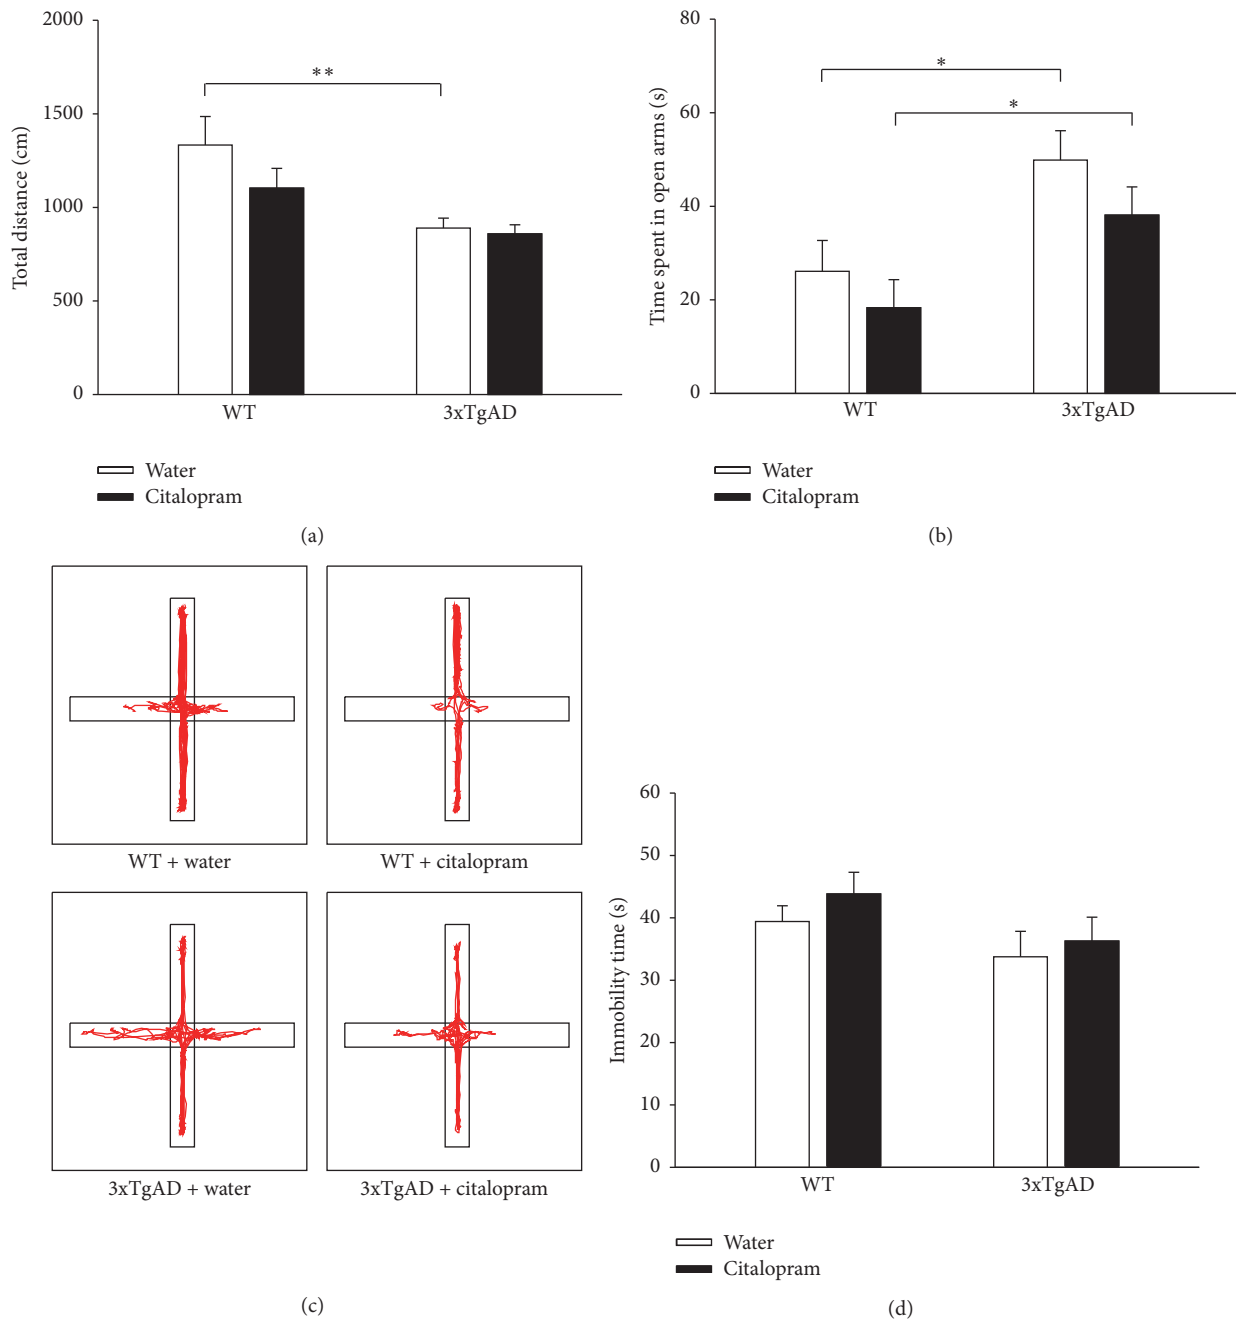 2000
1500
1000
500
0
Total distance (cm)
**
WT
3xTgAD
Water
Citalopram
(a)
80
60
40
20
0
Time spent in open arms (s)
*
*
WT
3xTgAD
Water
Citalopram
(b)
WT + water
WT + citalopram
3xTgAD + water
3xTgAD + citalopram
(c)
60
50
40
30
20
10
0
Immobility time (s)
WT
3xTgAD
Water
Citalopram
(d)